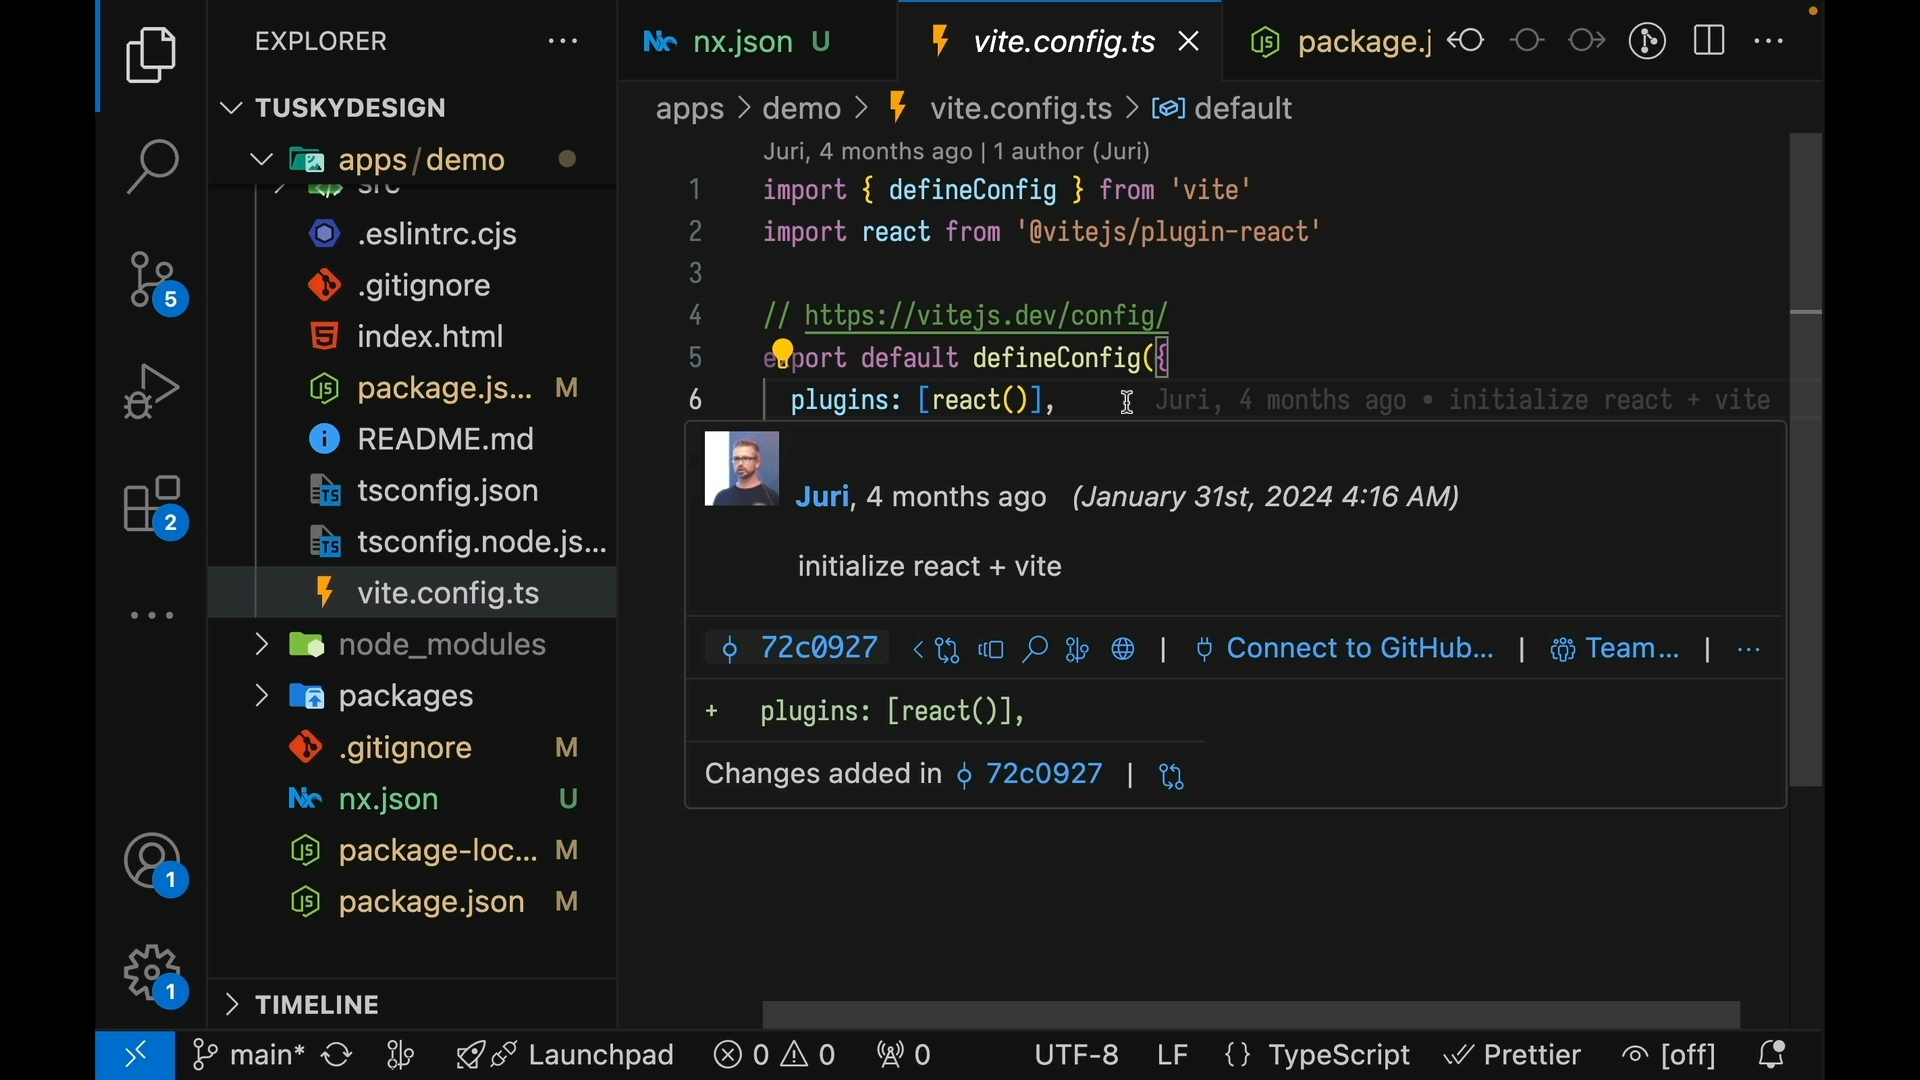 EXPLORER
nx.json U
vite.config.ts
package.j
TUSKYDESIGN
apps > demo > vite.config.ts > default
apps / demo
Juri, 4 months ago | 1 author (Juri)
src
1 import { defineConfig } from 'vite'
.eslintrc.cjs
2 import react from '@vitejs/plugin-react'
.gitignore
3
index.html
4 // https://vitejs.dev/config/
package.js... M
5 export default defineConfig({
README.md
6 plugins: [react()], Juri, 4 months ago • initialize react + vite
tsconfig.json
Juri, 4 months ago (January 31st, 2024 4:16 AM)
tsconfig.node.js...
initialize react + vite
vite.config.ts
node_modules
72c0927 | Connect to GitHub... | Team... | ...
packages
+ plugins: [react()],
.gitignore M
Changes added in 72c0927 |
nx.json U
package-loc... M
package.json M
5
2
1
1
TIMELINE
main* Launchpad 0 0 0 UTF-8 LF {} TypeScript Prettier [off]